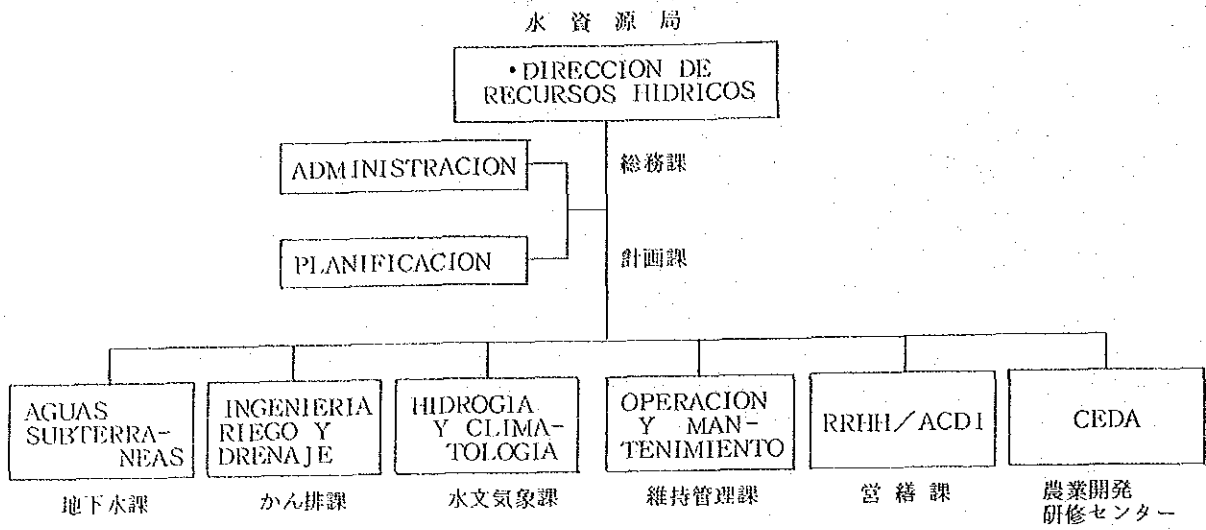 水資源局
・DIRECCION DE
RECURSOS HIDRICOS
ADMINISTRACION
総務課
PLANIFICACION
計画課
AGUAS
SUBTERRA-
NEAS
地下水課
INGENIERIA
RIEGO Y
DRENAJE
かん排課
HIDROGIA
Y CLIMA-
TOLOGIA
水文気象課
OPERACION
Y MAN-
TENIMIENTO
維持管理課
RRHH/ACDI
営繕課
CEDA
農業開発
研修センター